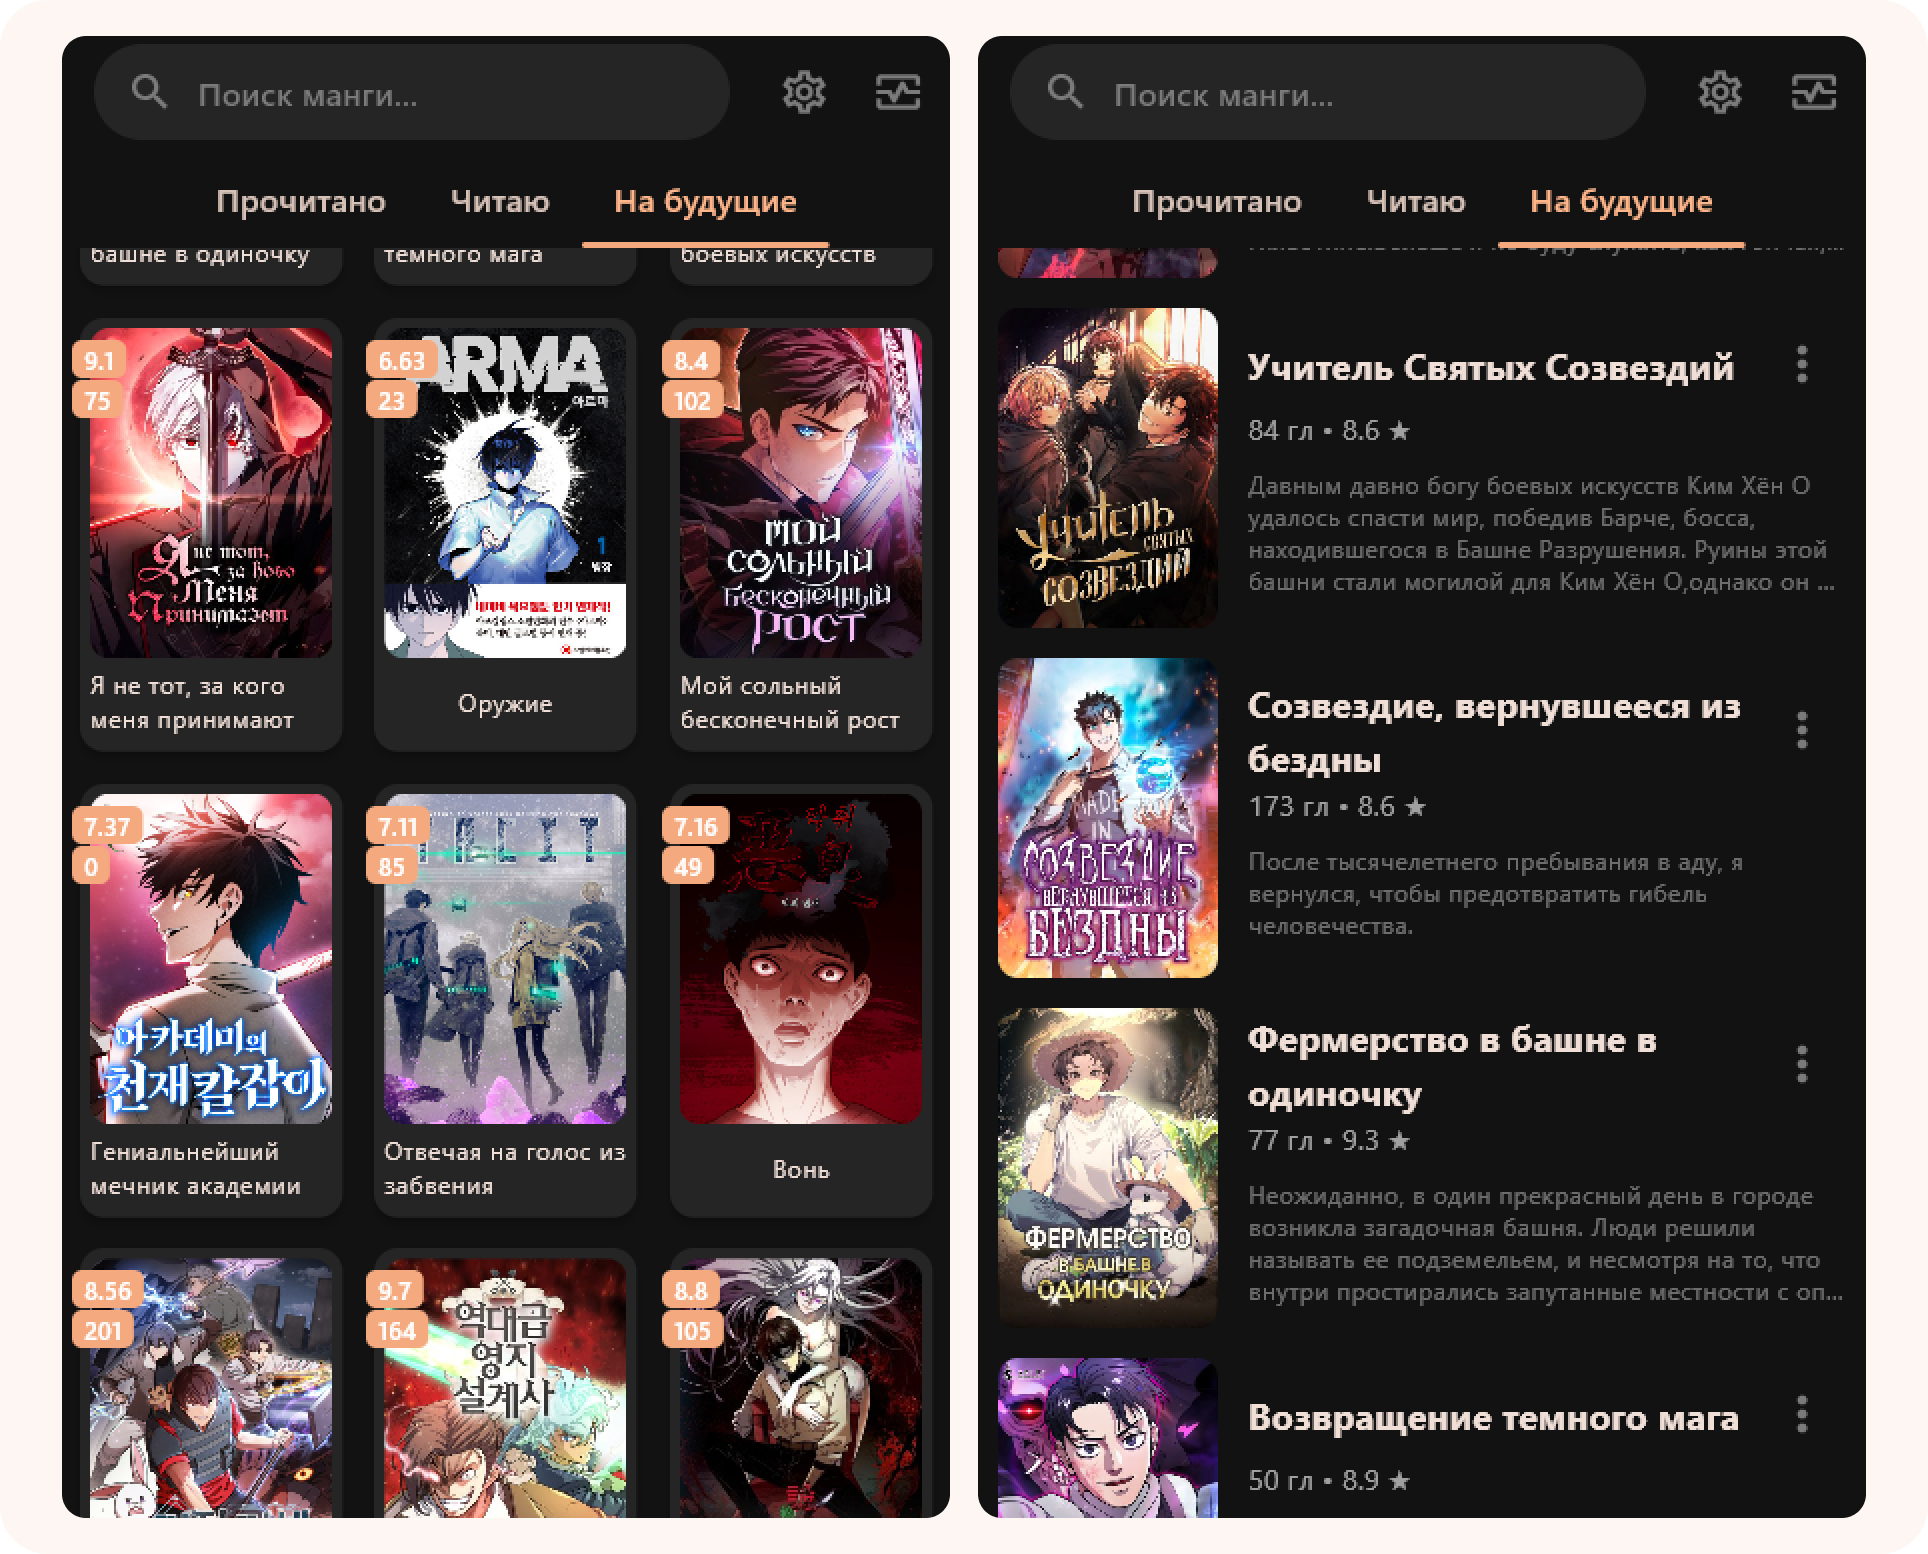 Поиск манги...
Прочитано
Читаю
На будущие
башне в одиночку
темного мага
боевых искусств
9.1
75
Я не тот,
за кого
Меня
Принимают
Я не тот, за кого
меня принимают
6.63
23
ARMA
아르마
1
Оружие
8.4
102
МОЙ
СОЛЬНЫЙ
бесконечный
РОСТ
Мой сольный
бесконечный рост
7.37
0
아카데미의
천재칼잡이
Гениальнейший
мечник академии
7.11
85
Отвечая на голос из
забвения
7.16
49
Вонь
8.56
201
9.7
164
역대급
영지
설계사
8.8
105
Поиск манги...
Прочитано
Читаю
На будущие
УЧИТЕЛЬ
СВЯТЫХ
СОЗВЕЗДИЙ
Учитель Святых Созвездий
84 гл • 8.6 ★
Давным давно богу боевых искусств Ким Хён О
удалось спасти мир, победив Барче, босса,
находившегося в Башне Разрушения. Руины этой
башни стали могилой для Ким Хён О,однако он ...
MADE
IN
СОЗВЕЗДИЕ
ВЕРНУВШЕЕСЯ ИЗ
БЕЗДНЫ
Созвездие, вернувшееся из
бездны
173 гл • 8.6 ★
После тысячелетнего пребывания в аду, я
вернулся, чтобы предотвратить гибель
человечества.
ФЕРМЕРСТВО
В БАШНЕ В
ОДИНОЧКУ
Фермерство в башне в
одиночку
77 гл • 9.3 ★
Неожиданно, в один прекрасный день в городе
возникла загадочная башня. Люди решили
называть ее подземельем, и несмотря на то, что
внутри простирались запутанные местности с оп...
Возвращение темного мага
50 гл • 8.9 ★